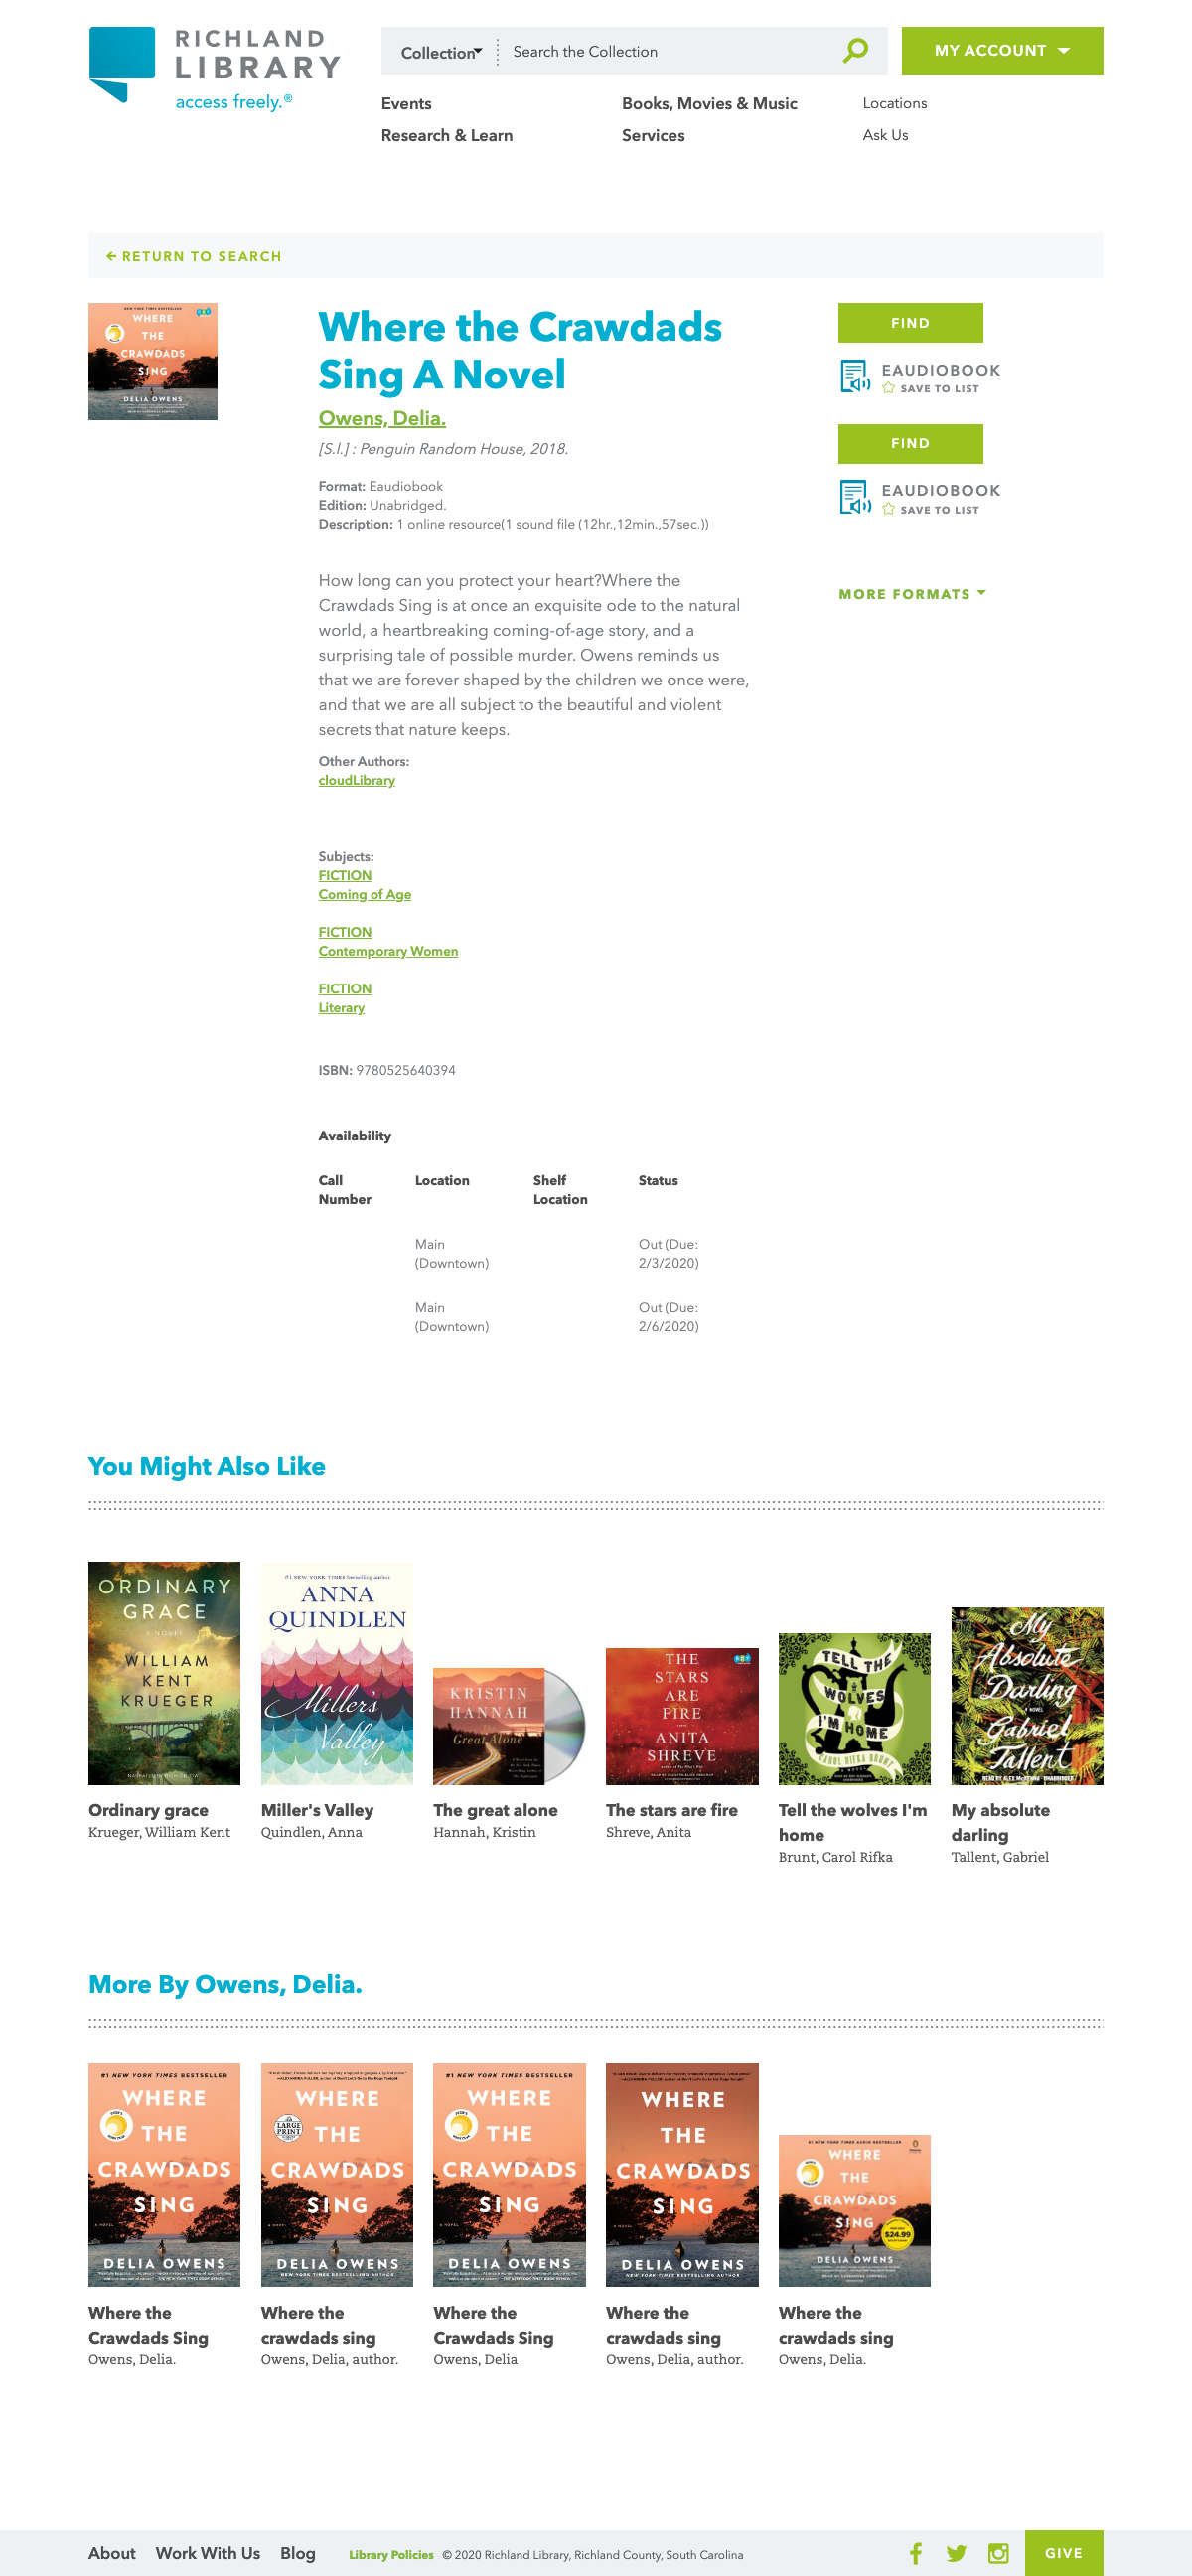 RICHLAND
LIBRARY
access freely.®
Collection
Search the Collection
MY ACCOUNT
Events
Books, Movies & Music
Locations
Research & Learn
Services
Ask Us
RETURN TO SEARCH
WHERE
THE
CRAWDADS
SING
DELIA OWENS
Where the Crawdads
Sing A Novel
Owens, Delia.
[S.l.] : Penguin Random House, 2018.
Format: Eaudiobook
Edition: Unabridged.
Description: 1 online resource(1 sound file (12hr.,12min.,57sec.))
FIND
EAUDIOBOOK
SAVE TO LIST
FIND
EAUDIOBOOK
SAVE TO LIST
MORE FORMATS
How long can you protect your heart?Where the
Crawdads Sing is at once an exquisite ode to the natural
world, a heartbreaking coming-of-age story, and a
surprising tale of possible murder. Owens reminds us
that we are forever shaped by the children we once were,
and that we are all subject to the beautiful and violent
secrets that nature keeps.
Other Authors:
cloudLibrary
Subjects:
FICTION
Coming of Age
FICTION
Contemporary Women
FICTION
Literary
ISBN: 9780525640394
Availability
Call Number Location Shelf Location Status
Main (Downtown) Out (Due: 2/3/2020)
Main (Downtown) Out (Due: 2/6/2020)
You Might Also Like
ORDINARY
GRACE
A NOVEL
WILLIAM
KENT
KRUEGER
#1 NEW YORK TIMES bestselling author
ANNA
QUINDLEN
Miller's
Valley
KRISTIN
HANNAH
Great Alone
THE
STARS
ARE
FIRE
ANITA
SHREVE
TELL THE
WOLVES
I'M HOME
CAROL RIFKA BRUNT
My
Absolute
Darling
A NOVEL
Gabriel
Tallent
Ordinary grace
Krueger, William Kent
Miller's Valley
Quindlen, Anna
The great alone
Hannah, Kristin
The stars are fire
Shreve, Anita
Tell the wolves I'm
home
Brunt, Carol Rifka
My absolute
darling
Tallent, Gabriel
More By Owens, Delia.
#1 NEW YORK TIMES BESTSELLER
WHERE
THE
CRAWDADS
SING
DELIA OWENS
WHERE
LARGE PRINT
THE
CRAWDADS
SING
DELIA OWENS
NEW YORK TIMES BESTSELLING AUTHOR
#1 NEW YORK TIMES BESTSELLER
WHERE
THE
CRAWDADS
SING
DELIA OWENS
WHERE
THE
CRAWDADS
SING
DELIA OWENS
NEW YORK TIMES BESTSELLING AUTHOR
#1 NEW YORK TIMES AUDIO BESTSELLER
WHERE
THE
CRAWDADS
SING
$24.99
DELIA OWENS
Where the
Crawdads Sing
Owens, Delia.
Where the
crawdads sing
Owens, Delia, author.
Where the
Crawdads Sing
Owens, Delia
Where the
crawdads sing
Owens, Delia, author.
Where the
crawdads sing
Owens, Delia.
About Work With Us Blog Library Policies © 2020 Richland Library, Richland County, South Carolina
GIVE